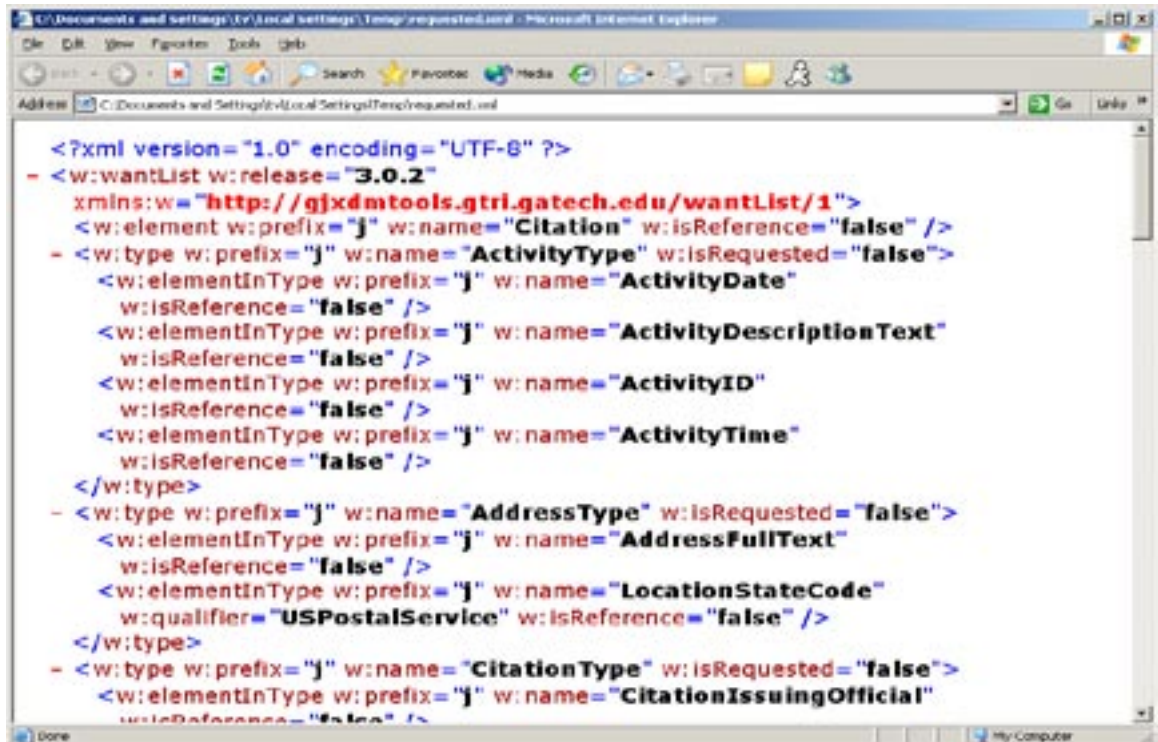 C:\Documents and Settings\tv\Local Settings\Temp\requested.xml - Microsoft Internet Explorer
File Edit View Favorites Tools Help
Back Search Favorites Media
Address C:\Documents and Settings\tv\Local Settings\Temp\requested.xml Go Links »
<?xml version="1.0" encoding="UTF-8" ?>
- <w:wantList w:release="3.0.2"
xmlns:w="http://gjxdmtools.gtri.gatech.edu/wantList/1">
<w:element w:prefix="j" w:name="Citation" w:isReference="false" />
- <w:type w:prefix="j" w:name="ActivityType" w:isRequested="false">
<w:elementInType w:prefix="j" w:name="ActivityDate"
w:isReference="false" />
<w:elementInType w:prefix="j" w:name="ActivityDescriptionText"
w:isReference="false" />
<w:elementInType w:prefix="j" w:name="ActivityID"
w:isReference="false" />
<w:elementInType w:prefix="j" w:name="ActivityTime"
w:isReference="false" />
</w:type>
- <w:type w:prefix="j" w:name="AddressType" w:isRequested="false">
<w:elementInType w:prefix="j" w:name="AddressFullText"
w:isReference="false" />
<w:elementInType w:prefix="j" w:name="LocationStateCode"
w:qualifier="USPostalService" w:isReference="false" />
</w:type>
- <w:type w:prefix="j" w:name="CitationType" w:isRequested="false">
<w:elementInType w:prefix="j" w:name="CitationIssuingOfficial"
w:isReference="false" />
Done My Computer